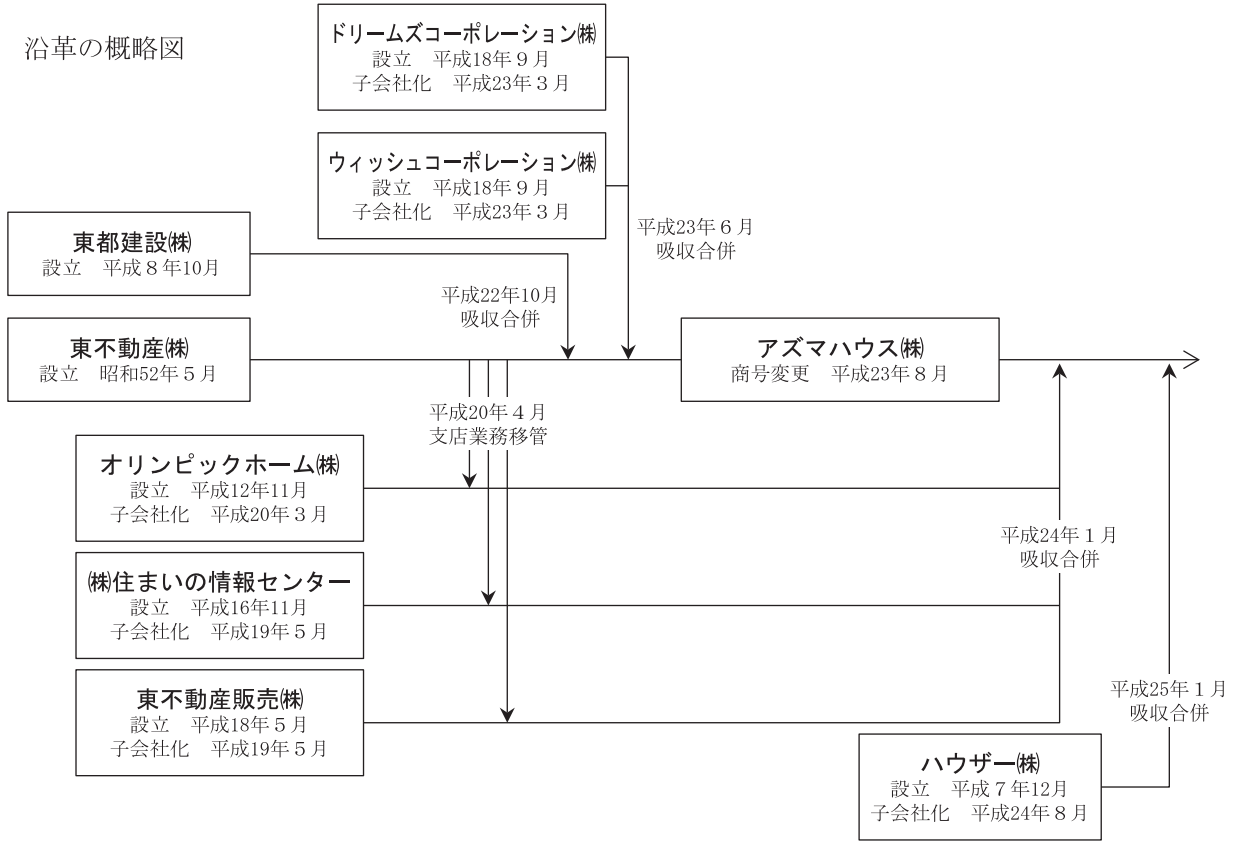 沿革の概略図
ドリームズコーポレーション㈱
設立　平成18年９月
子会社化　平成23年３月
ウィッシュコーポレーション㈱
設立　平成18年９月
子会社化　平成23年３月
平成23年６月
吸収合併
東都建設㈱
設立　平成８年10月
平成22年10月
吸収合併
東不動産㈱
設立　昭和52年５月
アズマハウス㈱
商号変更　平成23年８月
平成20年４月
支店業務移管
オリンピックホーム㈱
設立　平成12年11月
子会社化　平成20年３月
平成24年１月
吸収合併
㈱住まいの情報センター
設立　平成16年11月
子会社化　平成19年５月
東不動産販売㈱
設立　平成18年５月
子会社化　平成19年５月
平成25年１月
吸収合併
ハウザー㈱
設立　平成７年12月
子会社化　平成24年８月